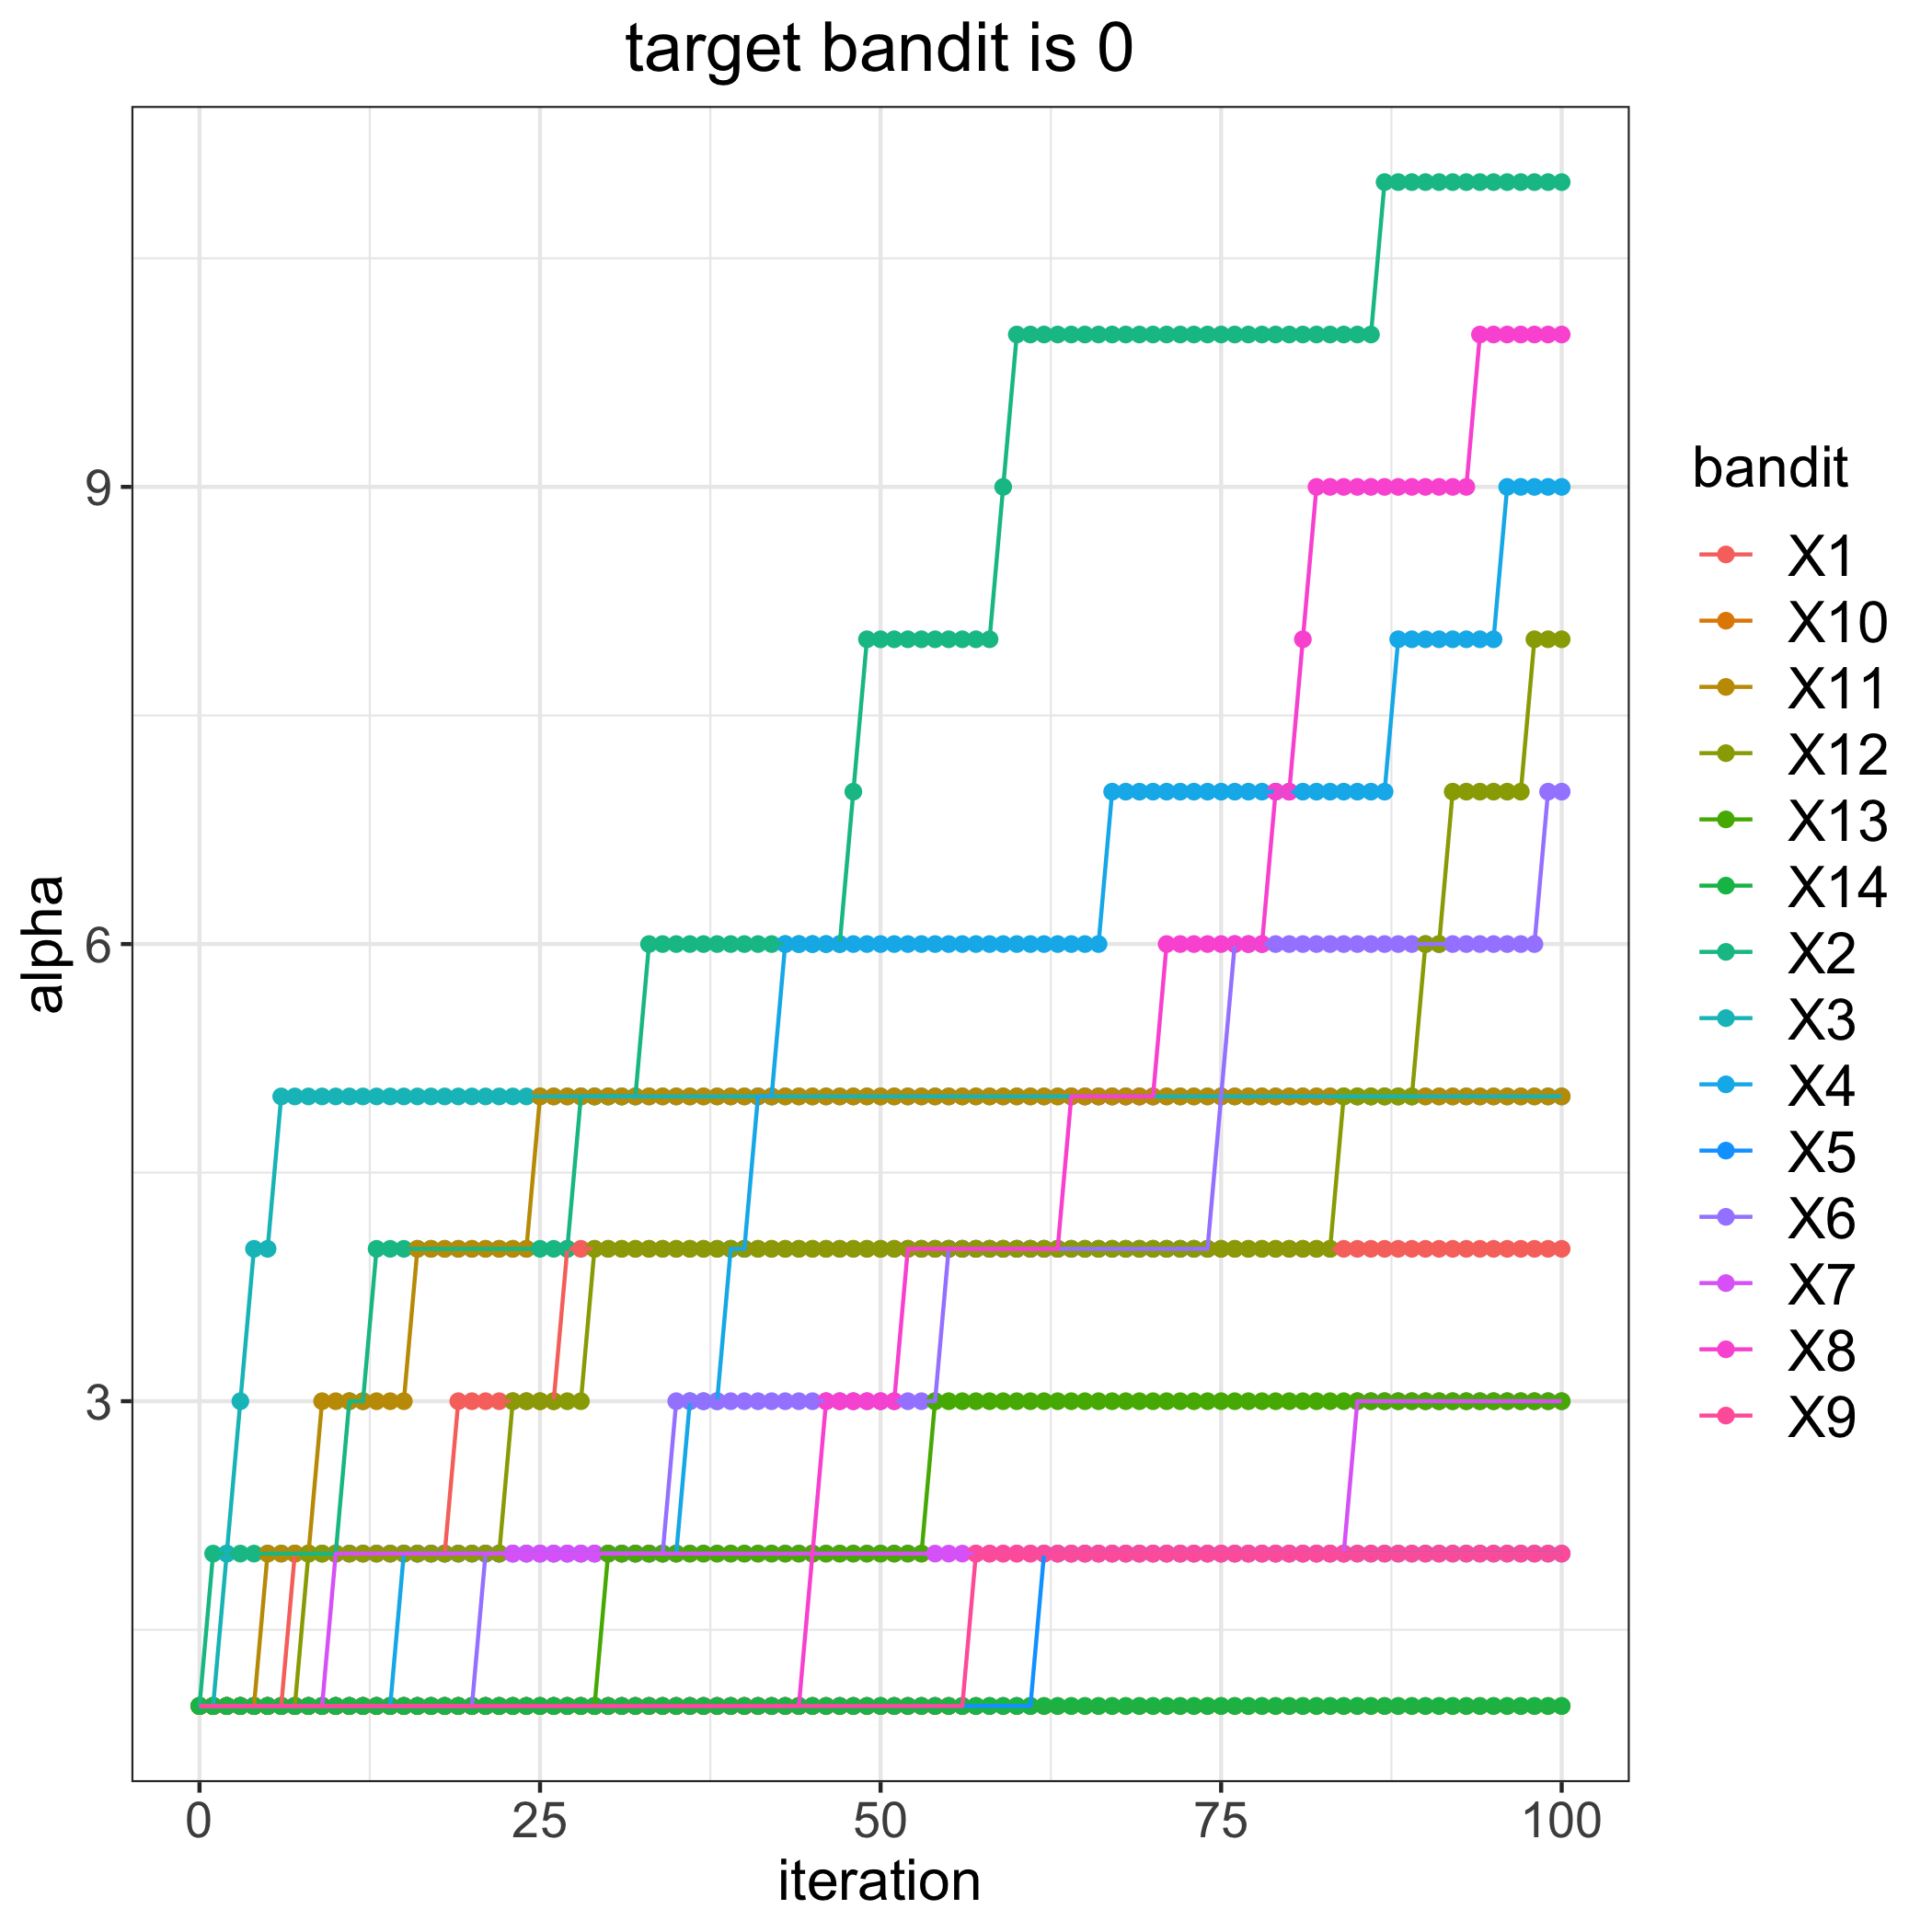 target bandit is 0
alpha
9
6
3
0 25 50 75 100
iteration
bandit
X1
X10
X11
X12
X13
X14
X2
X3
X4
X5
X6
X7
X8
X9